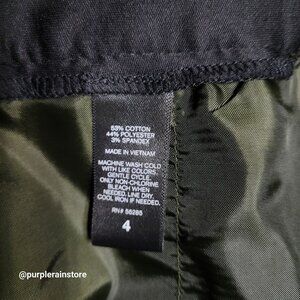 53% COTTON
44% POLYESTER
3% SPANDEX
MADE IN VIETNAM
MACHINE WASH COLD
WITH LIKE COLORS.
GENTLE CYCLE.
ONLY NON-CHLORINE
BLEACH WHEN
NEEDED. LINE DRY.
COOL IRON IF NEEDED.
RN# 56285
4
@purplerainstore